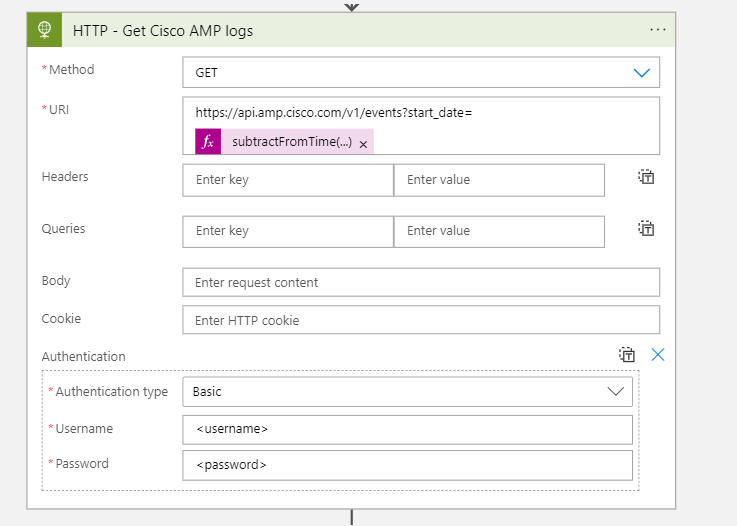 HTTP - Get Cisco AMP logs
* Method
GET
* URI
https://api.amp.cisco.com/v1/events?start_date=
fx subtractFromTime(...) ×
Headers
Enter key
Enter value
Queries
Enter key
Enter value
Body
Enter request content
Cookie
Enter HTTP cookie
Authentication
* Authentication type
Basic
* Username
<username>
* Password
<password>